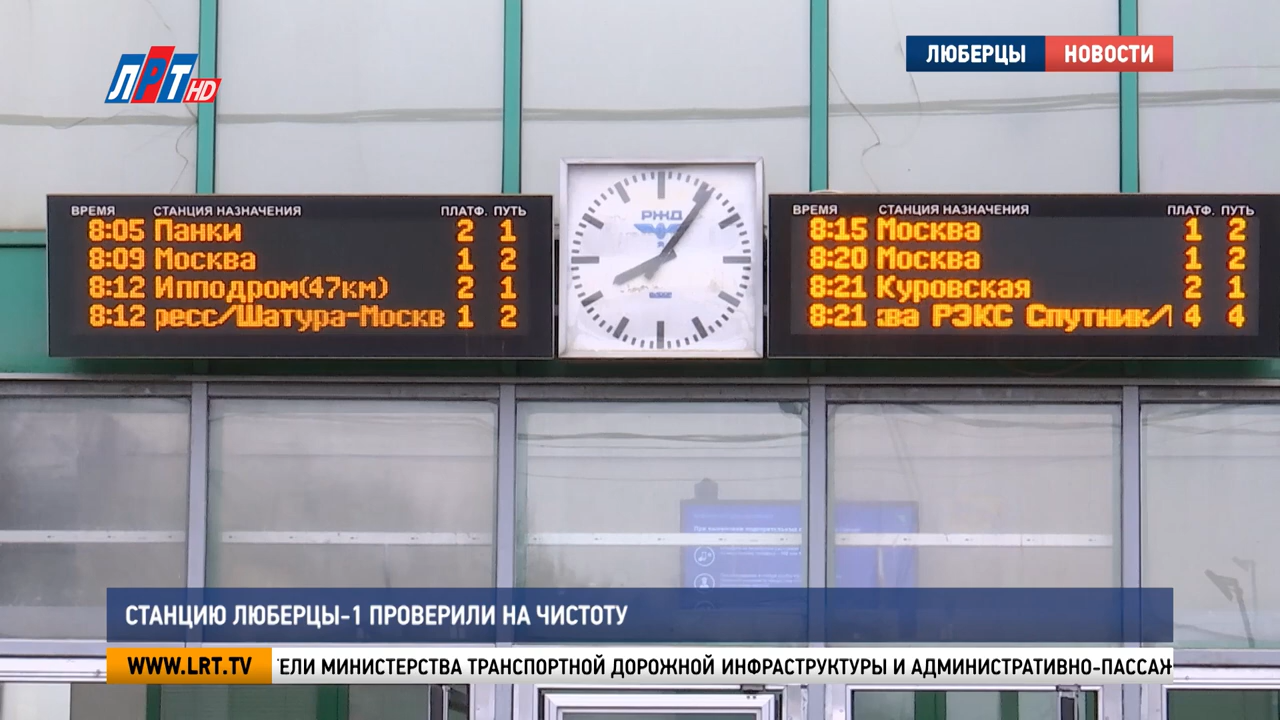 ЛРТ HD
ЛЮБЕРЦЫ НОВОСТИ
ВРЕМЯ СТАНЦИЯ НАЗНАЧЕНИЯ ПЛАТФ. ПУТЬ
8:05 Панки 2 1
8:09 Москва 1 2
8:12 Ипподром(47км) 2 1
8:12 ресс/Шатура-Москв 1 2
РЖД
ВРЕМЯ СТАНЦИЯ НАЗНАЧЕНИЯ ПЛАТФ. ПУТЬ
8:15 Москва 1 2
8:20 Москва 1 2
8:21 Куровская 2 1
8:21 ва РЭКС Спутник/ 4 4
СТАНЦИЮ ЛЮБЕРЦЫ-1 ПРОВЕРИЛИ НА ЧИСТОТУ
WWW.LRT.TV ТЕЛИ МИНИСТЕРСТВА ТРАНСПОРТНОЙ ДОРОЖНОЙ ИНФРАСТРУКТУРЫ И АДМИНИСТРАТИВНО-ПАССАЖ